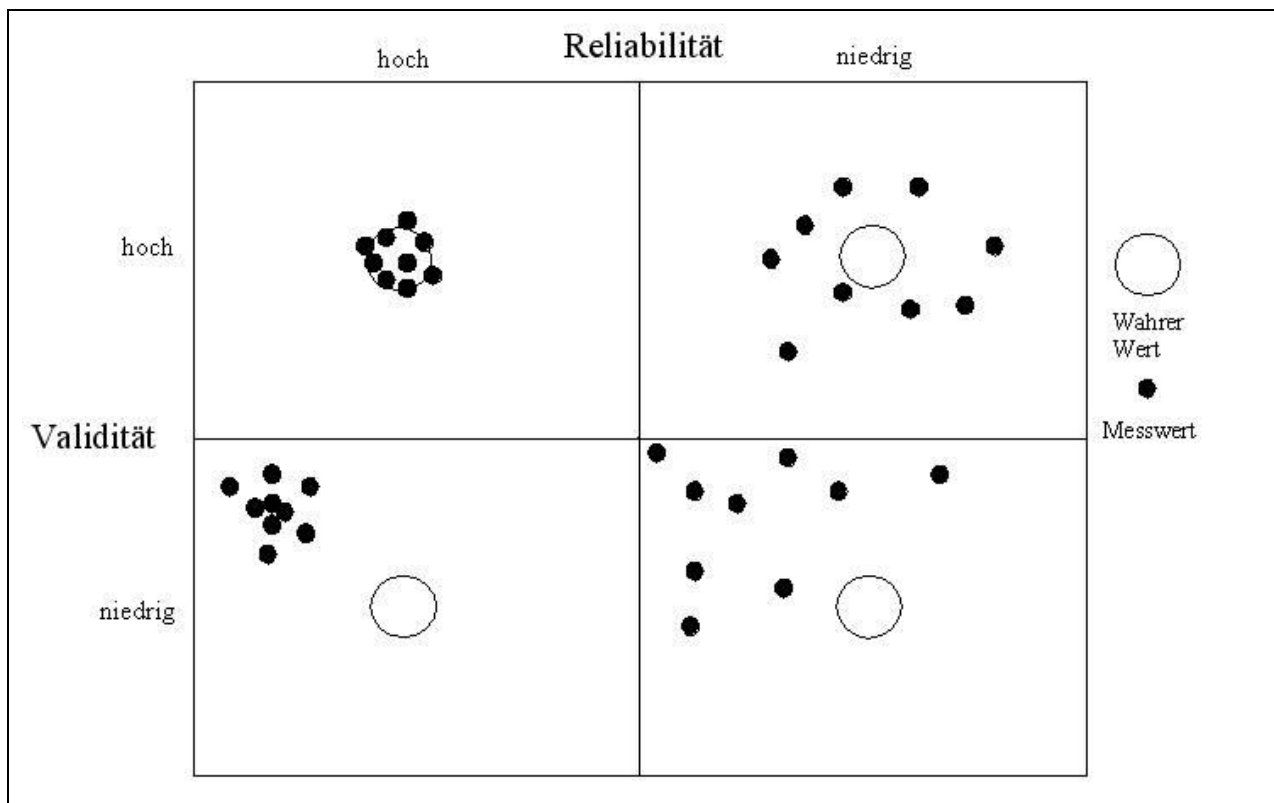 Reliabilität
hoch
niedrig
hoch
Wahrer
Wert
Validität
Messwert
niedrig